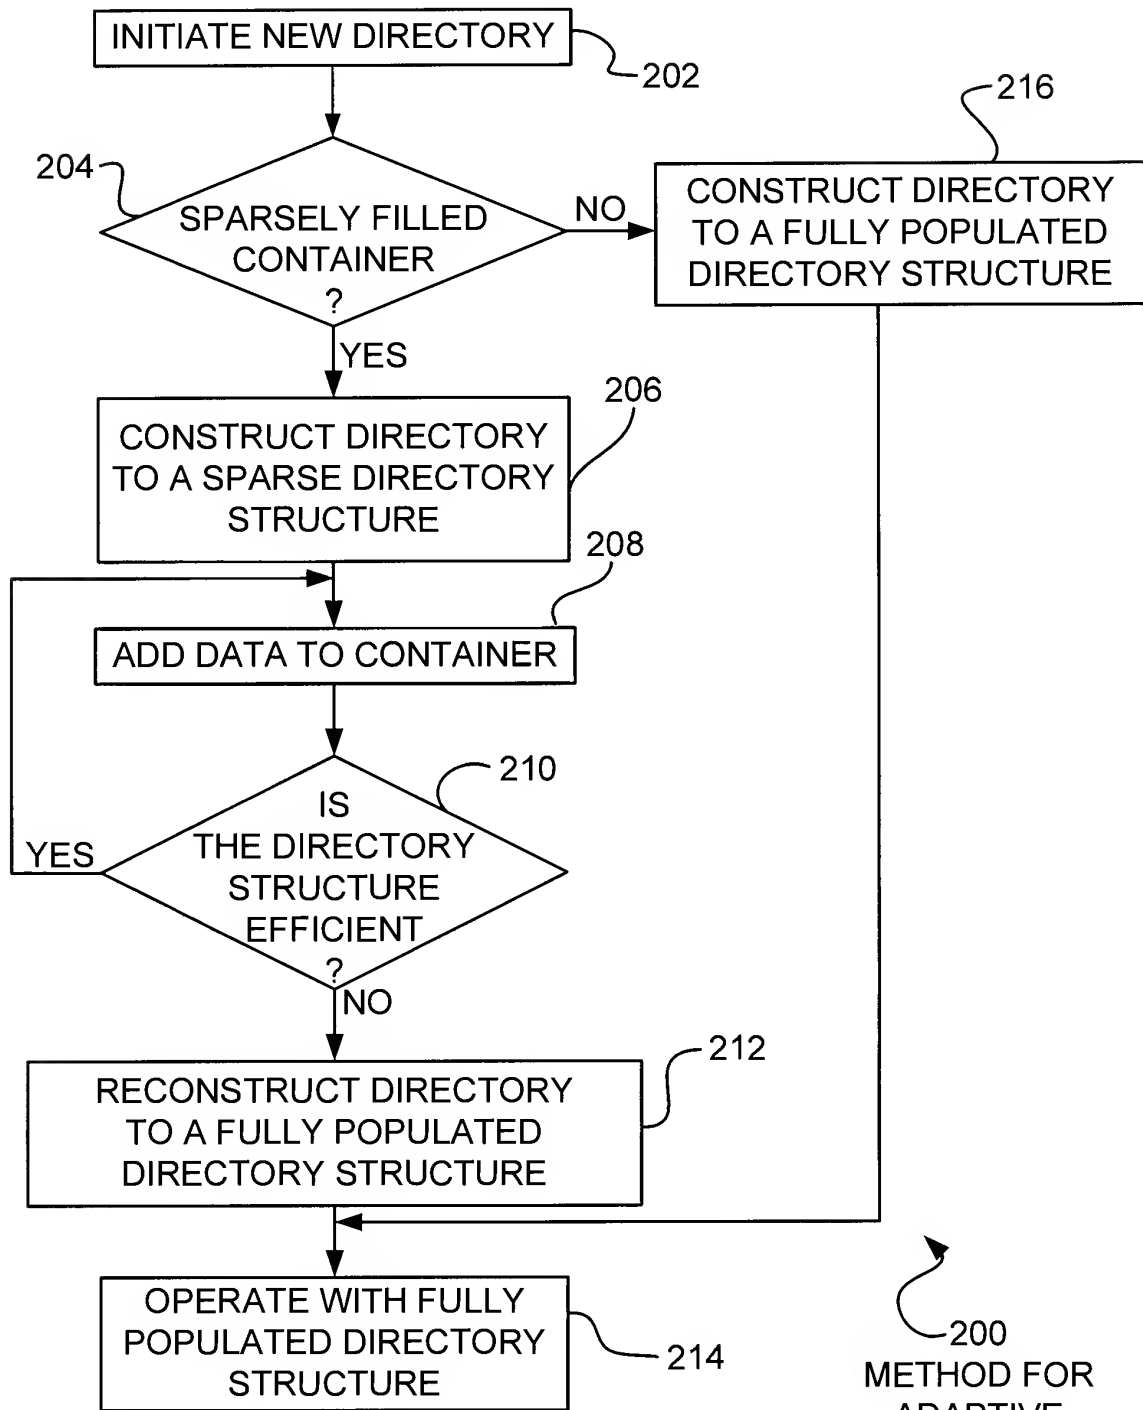 INITIATE NEW DIRECTORY
202
216
204
SPARSELY FILLED
CONTAINER
?
NO
CONSTRUCT DIRECTORY
TO A FULLY POPULATED
DIRECTORY STRUCTURE
YES
206
CONSTRUCT DIRECTORY
TO A SPARSE DIRECTORY
STRUCTURE
208
ADD DATA TO CONTAINER
210
IS
THE DIRECTORY
STRUCTURE
EFFICIENT
?
YES
NO
212
RECONSTRUCT DIRECTORY
TO A FULLY POPULATED
DIRECTORY STRUCTURE
OPERATE WITH FULLY
POPULATED DIRECTORY
STRUCTURE
214
200
METHOD FOR
ADAPTIVE